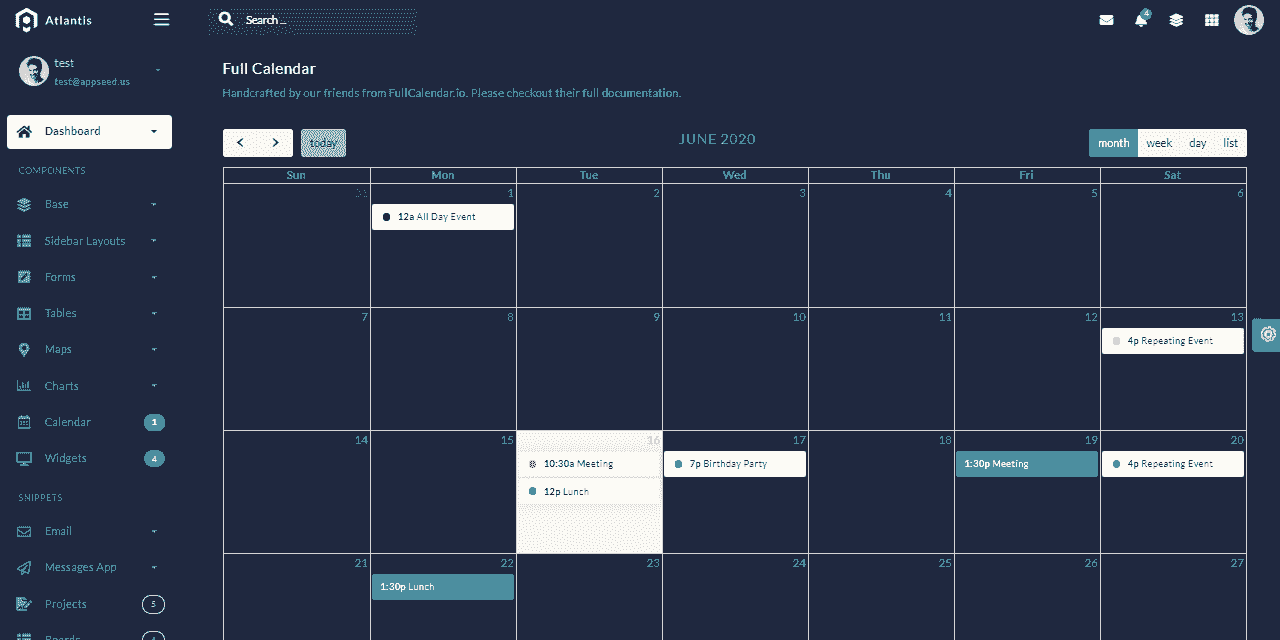 Atlantis
Search ...
4
test
test@appseed.us
Dashboard
COMPONENTS
Base
Sidebar Layouts
Forms
Tables
Maps
Charts
Calendar 1
Widgets 4
SNIPPETS
Email
Messages App
Projects 5
Boards
Full Calendar
Handcrafted by our friends from FullCalendar.io. Please checkout their full documentation.
today
JUNE 2020
month week day list
Sun Mon Tue Wed Thu Fri Sat
31 1 2 3 4 5 6
12a All Day Event
7 8 9 10 11 12 13
4p Repeating Event
14 15 16 17 18 19 20
10:30a Meeting 7p Birthday Party 1:30p Meeting 4p Repeating Event
12p Lunch
21 22 23 24 25 26 27
1:30p Lunch